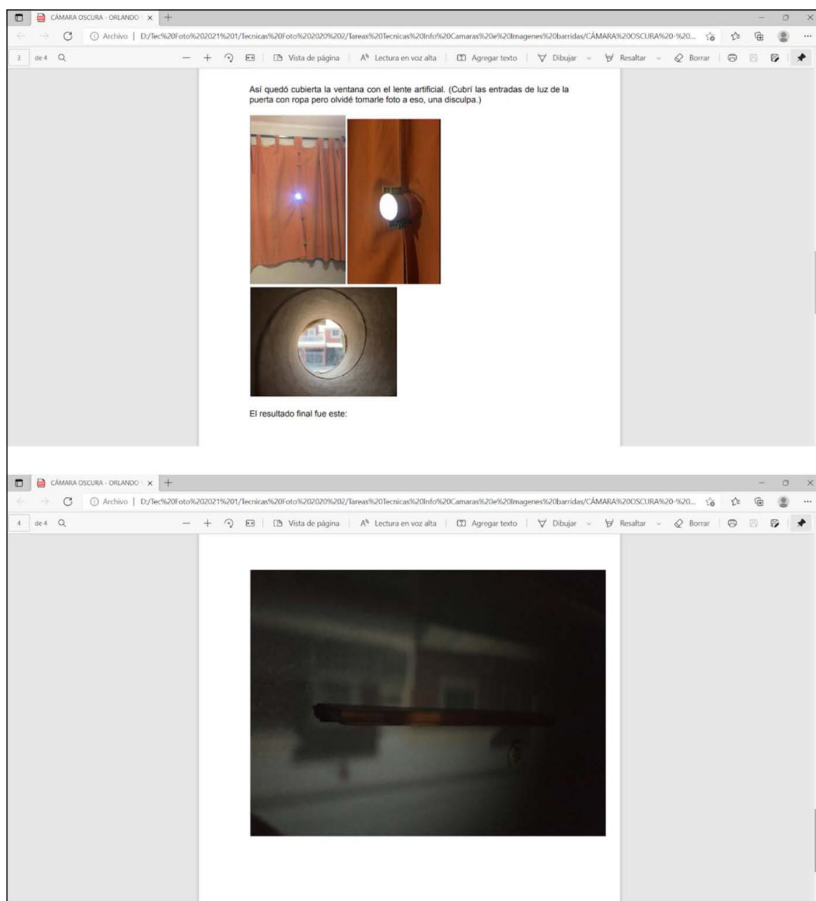 CÁMARA OSCURA - ORLANDO
Archivo | D:/Tec%20Foto%202021%201/Tecnicas%20Foto%202020%202/Tareas%20Tecnicas%20Info%20Camaras%20e%20Imagenes%20barridas/CÁMARA%20OSCURA%20-%20...
3 de 4 Vista de página Lectura en voz alta Agregar texto Dibujar Resaltar Borrar
Así quedó cubierta la ventana con el lente artificial. (Cubrí las entradas de luz de la
puerta con ropa pero olvidé tomarle foto a eso, una disculpa.)
El resultado final fue este:
CÁMARA OSCURA - ORLANDO
Archivo | D:/Tec%20Foto%202021%201/Tecnicas%20Foto%202020%202/Tareas%20Tecnicas%20Info%20Camaras%20e%20Imagenes%20barridas/CÁMARA%20OSCURA%20-%20...
4 de 4 Vista de página Lectura en voz alta Agregar texto Dibujar Resaltar Borrar